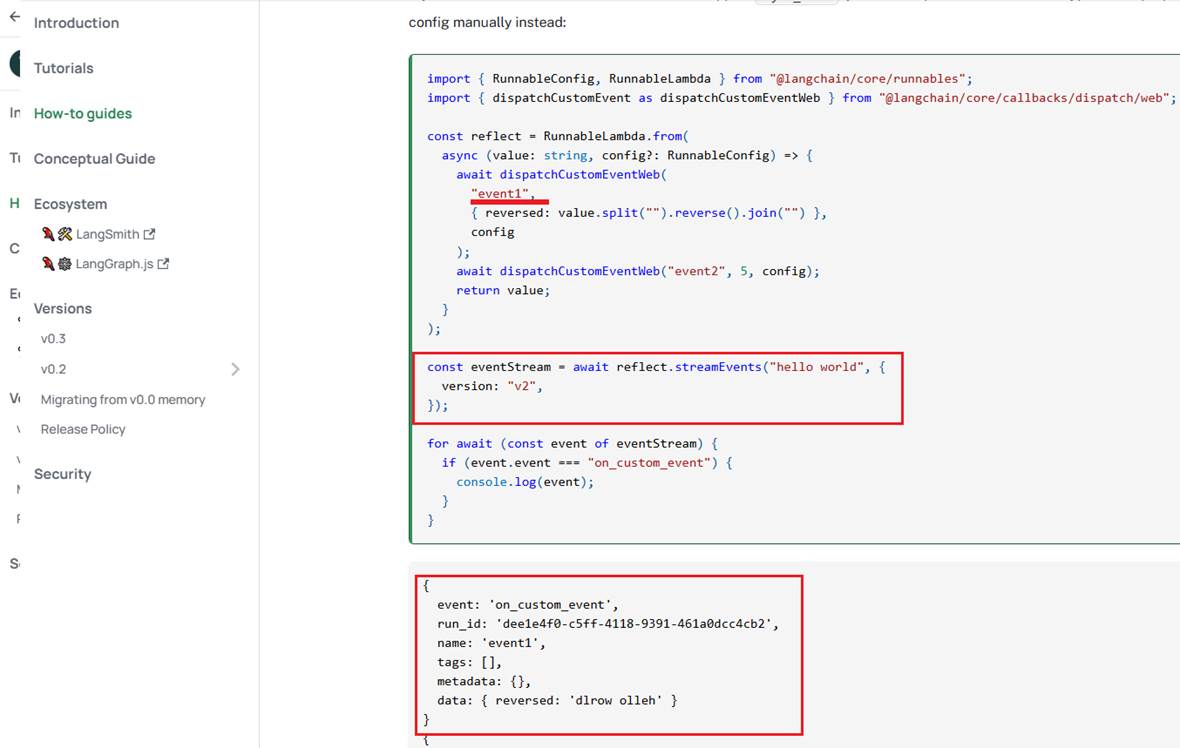 Introduction
Tutorials
How-to guides
Conceptual Guide
Ecosystem
LangSmith
LangGraph.js
Versions
v0.3
v0.2
Migrating from v0.0 memory
Release Policy
Security
config manually instead:
import { RunnableConfig, RunnableLambda } from "@langchain/core/runnables";
import { dispatchCustomEvent as dispatchCustomEventWeb } from "@langchain/core/callbacks/dispatch/web";
const reflect = RunnableLambda.from(
  async (value: string, config?: RunnableConfig) => {
    await dispatchCustomEventWeb(
      "event1",
      { reversed: value.split("").reverse().join("") },
      config
    );
    await dispatchCustomEventWeb("event2", 5, config);
    return value;
  }
);
const eventStream = await reflect.streamEvents("hello world", {
  version: "v2",
});
for await (const event of eventStream) {
  if (event.event === "on_custom_event") {
    console.log(event);
  }
}
{
  event: 'on_custom_event',
  run_id: 'dee1e4f0-c5ff-4118-9391-461a0dcc4cb2',
  name: 'event1',
  tags: [],
  metadata: {},
  data: { reversed: 'dlrow olleh' }
}
{